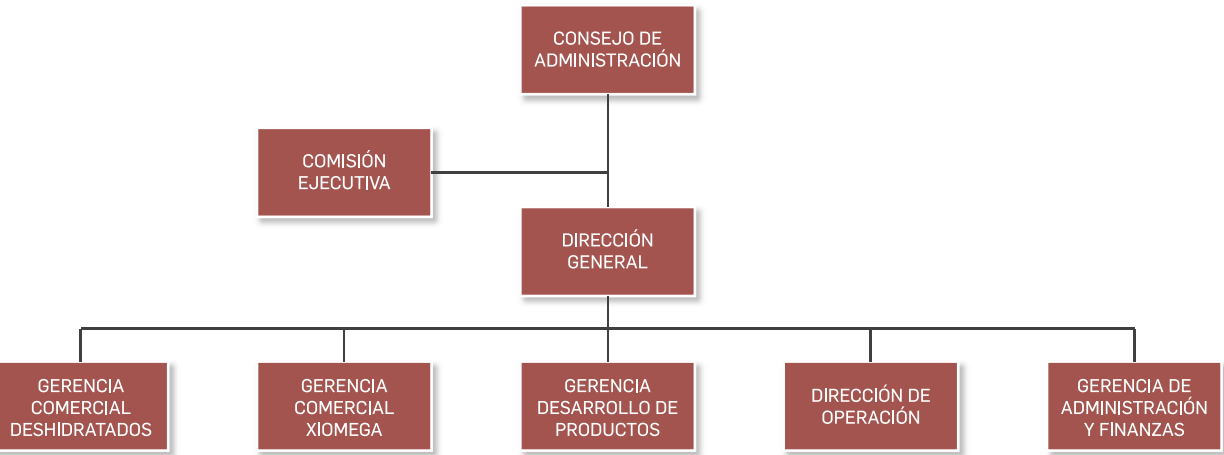 CONSEJO DE
ADMINISTRACIÓN
COMISIÓN
EJECUTIVA
DIRECCIÓN
GENERAL
GERENCIA
COMERCIAL
DESHIDRATADOS
GERENCIA
COMERCIAL
XIOMEGA
GERENCIA
DESARROLLO DE
PRODUCTOS
DIRECCIÓN DE
OPERACIÓN
GERENCIA DE
ADMINISTRACIÓN
Y FINANZAS